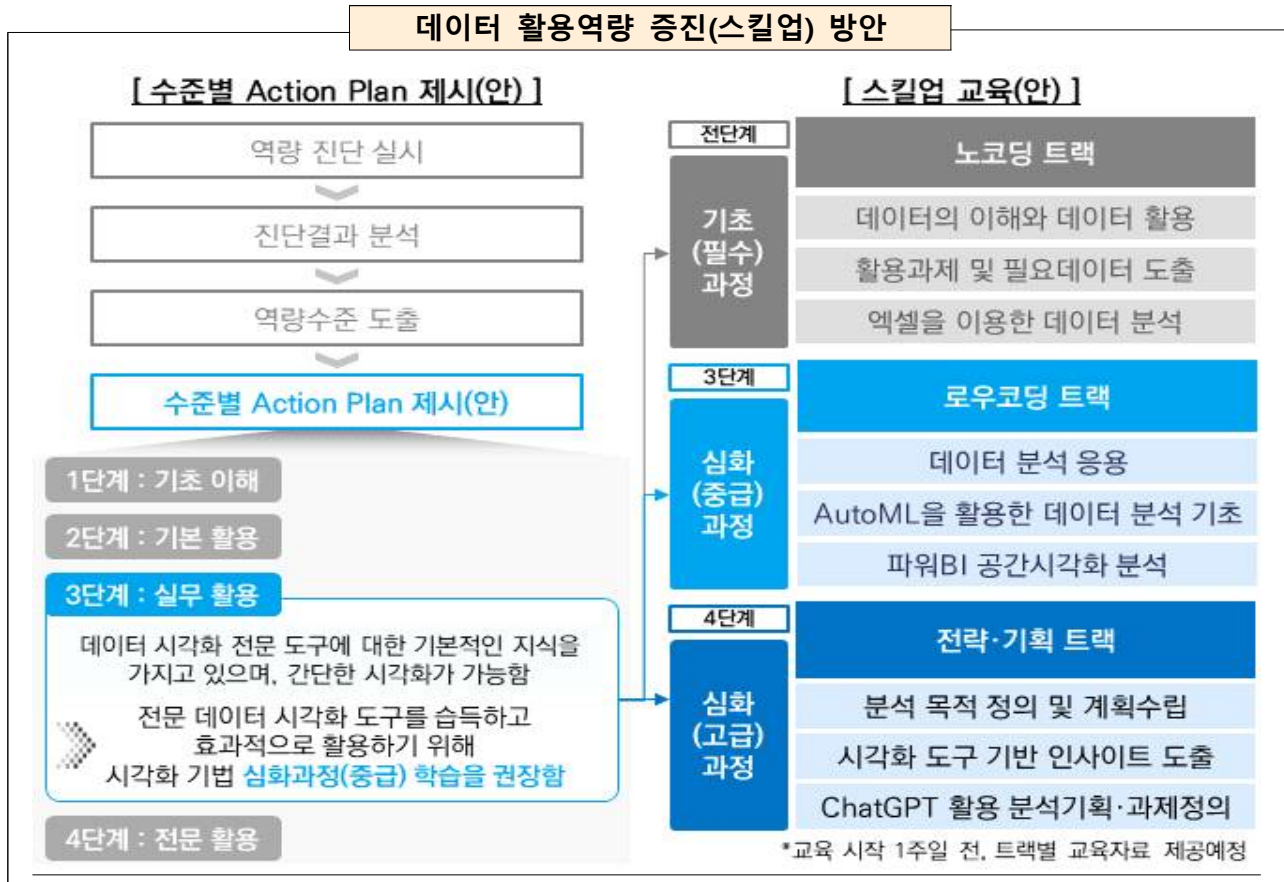 데이터 활용역량 증진(스킬업) 방안
[ 수준별 Action Plan 제시(안) ]
역량 진단 실시
진단결과 분석
역량수준 도출
수준별 Action Plan 제시(안)
1단계 : 기초 이해
2단계 : 기본 활용
3단계 : 실무 활용
데이터 시각화 전문 도구에 대한 기본적인 지식을
가지고 있으며, 간단한 시각화가 가능함
전문 데이터 시각화 도구를 습득하고
효과적으로 활용하기 위해
시각화 기법 심화과정(중급) 학습을 권장함
4단계 : 전문 활용
[ 스킬업 교육(안) ]
전단계
기초
(필수)
과정
노코딩 트랙
데이터의 이해와 데이터 활용
활용과제 및 필요데이터 도출
엑셀을 이용한 데이터 분석
3단계
심화
(중급)
과정
로우코딩 트랙
데이터 분석 응용
AutoML을 활용한 데이터 분석 기초
파워BI 공간시각화 분석
4단계
심화
(고급)
과정
전략·기획 트랙
분석 목적 정의 및 계획수립
시각화 도구 기반 인사이트 도출
ChatGPT 활용 분석기획·과제정의
*교육 시작 1주일 전, 트랙별 교육자료 제공예정